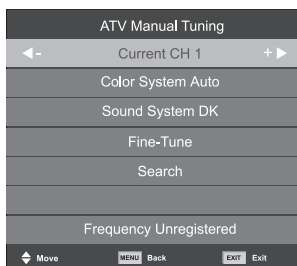 ATV Manual Tuning
- Current CH 1 +
Color System Auto
Sound System DK
Fine-Tune
Search
Frequency Unregistered
Move MENU Back EXIT Exit